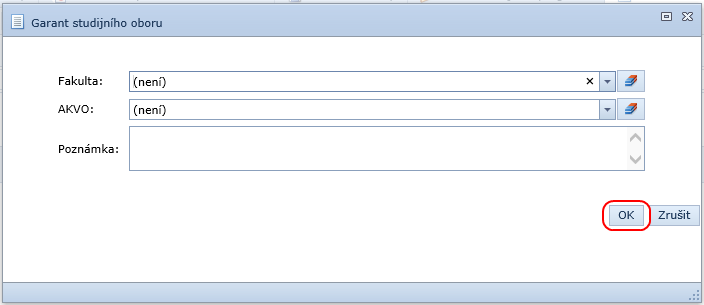 Garant studijního oboru
Fakulta: (není)
AKVO: (není)
Poznámka:
OK Zrušit